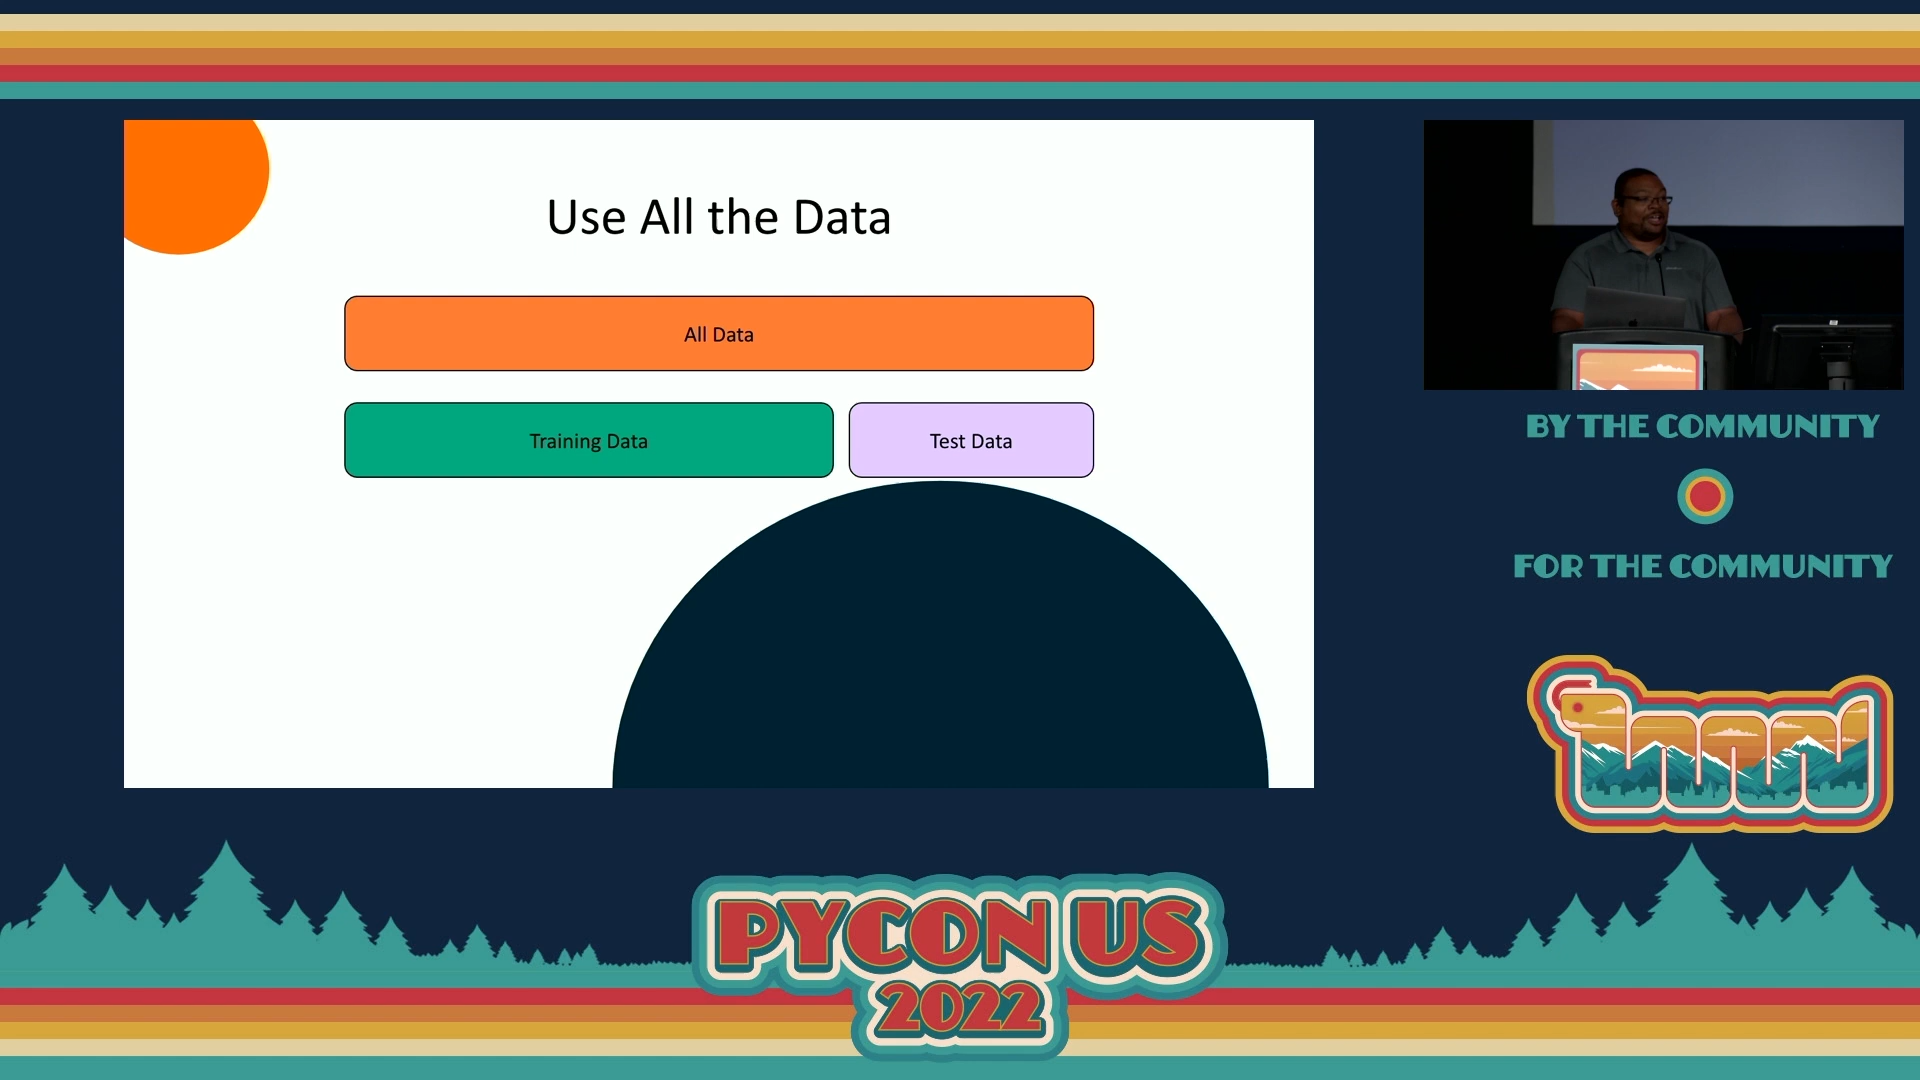 Use All the Data
All Data
Training Data
Test Data
BY THE COMMUNITY
FOR THE COMMUNITY
PYCON US
2022